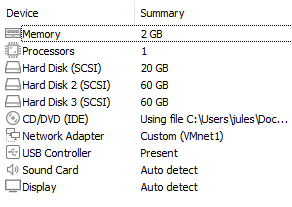 Device Summary
Memory 2 GB
Processors 1
Hard Disk (SCSI) 20 GB
Hard Disk 2 (SCSI) 60 GB
Hard Disk 3 (SCSI) 60 GB
CD/DVD (IDE) Using file C:\Users\jules\Doc...
Network Adapter Custom (VMnet1)
USB Controller Present
Sound Card Auto detect
Display Auto detect